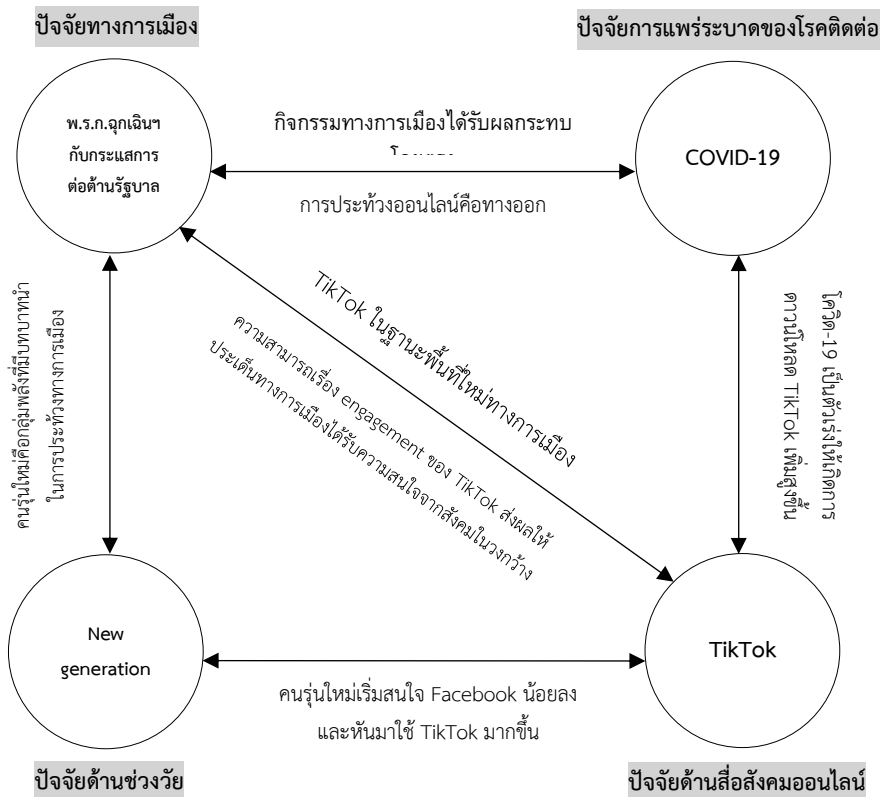 ปัจจัยทางการเมือง
ปัจจัยการแพร่ระบาดของโรคติดต่อ
พ.ร.ก.ฉุกเฉินฯ
กับกระแสการ
ต่อต้านรัฐบาล
กิจกรรมทางการเมืองได้รับผลกระทบ
COVID-19
การประท้วงออนไลน์คือทางออก
คนรุ่นใหม่คือกลุ่มพลังที่มีบทบาทนำ
ในการประท้วงทางการเมือง
TikTok ในฐานะพื้นที่ใหม่ทางการเมือง
ความสามารถเรื่อง engagement ของ TikTok ส่งผลให้
ประเด็นทางการเมืองได้รับความสนใจจากสังคมในวงกว้าง
โควิด-19 เป็นตัวเร่งให้เกิดการ
ดาวน์โหลด TikTok เพิ่มสูงขึ้น
New
generation
TikTok
คนรุ่นใหม่เริ่มสนใจ Facebook น้อยลง
และหันมาใช้ TikTok มากขึ้น
ปัจจัยด้านช่วงวัย
ปัจจัยด้านสื่อสังคมออนไลน์